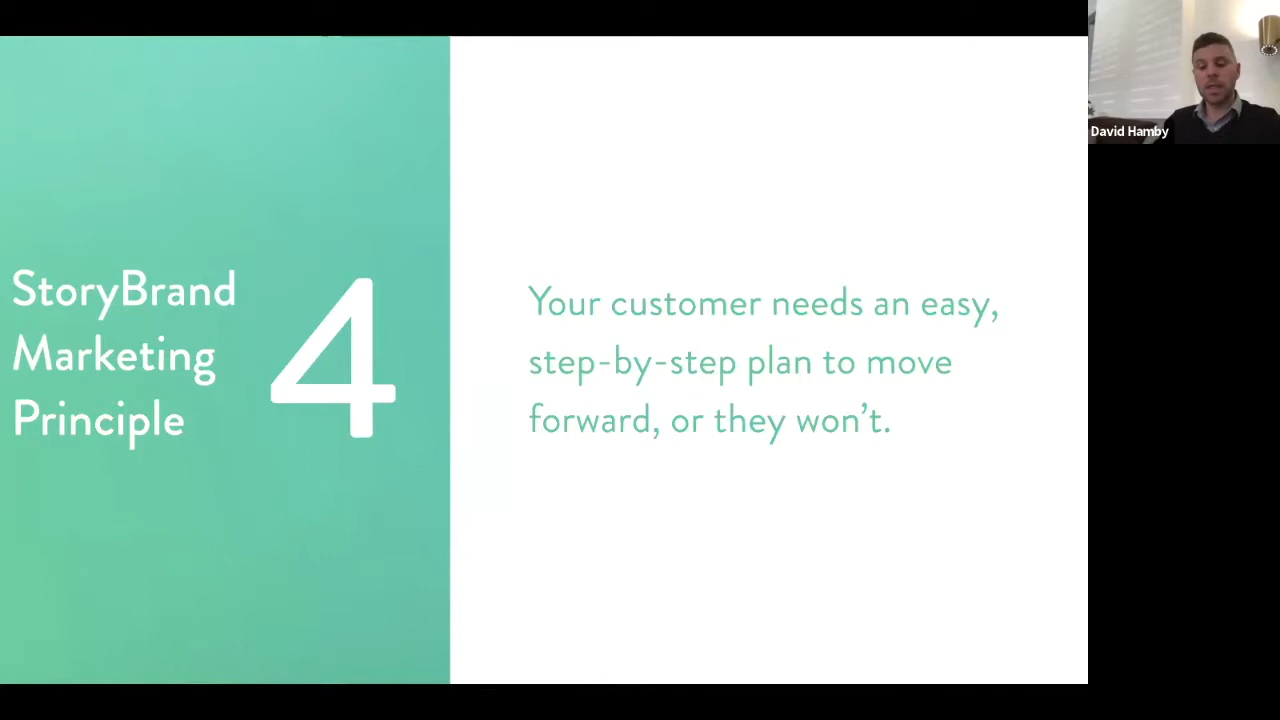 StoryBrand
Marketing
Principle
4
Your customer needs an easy,
step-by-step plan to move
forward, or they won’t.
David Hamby